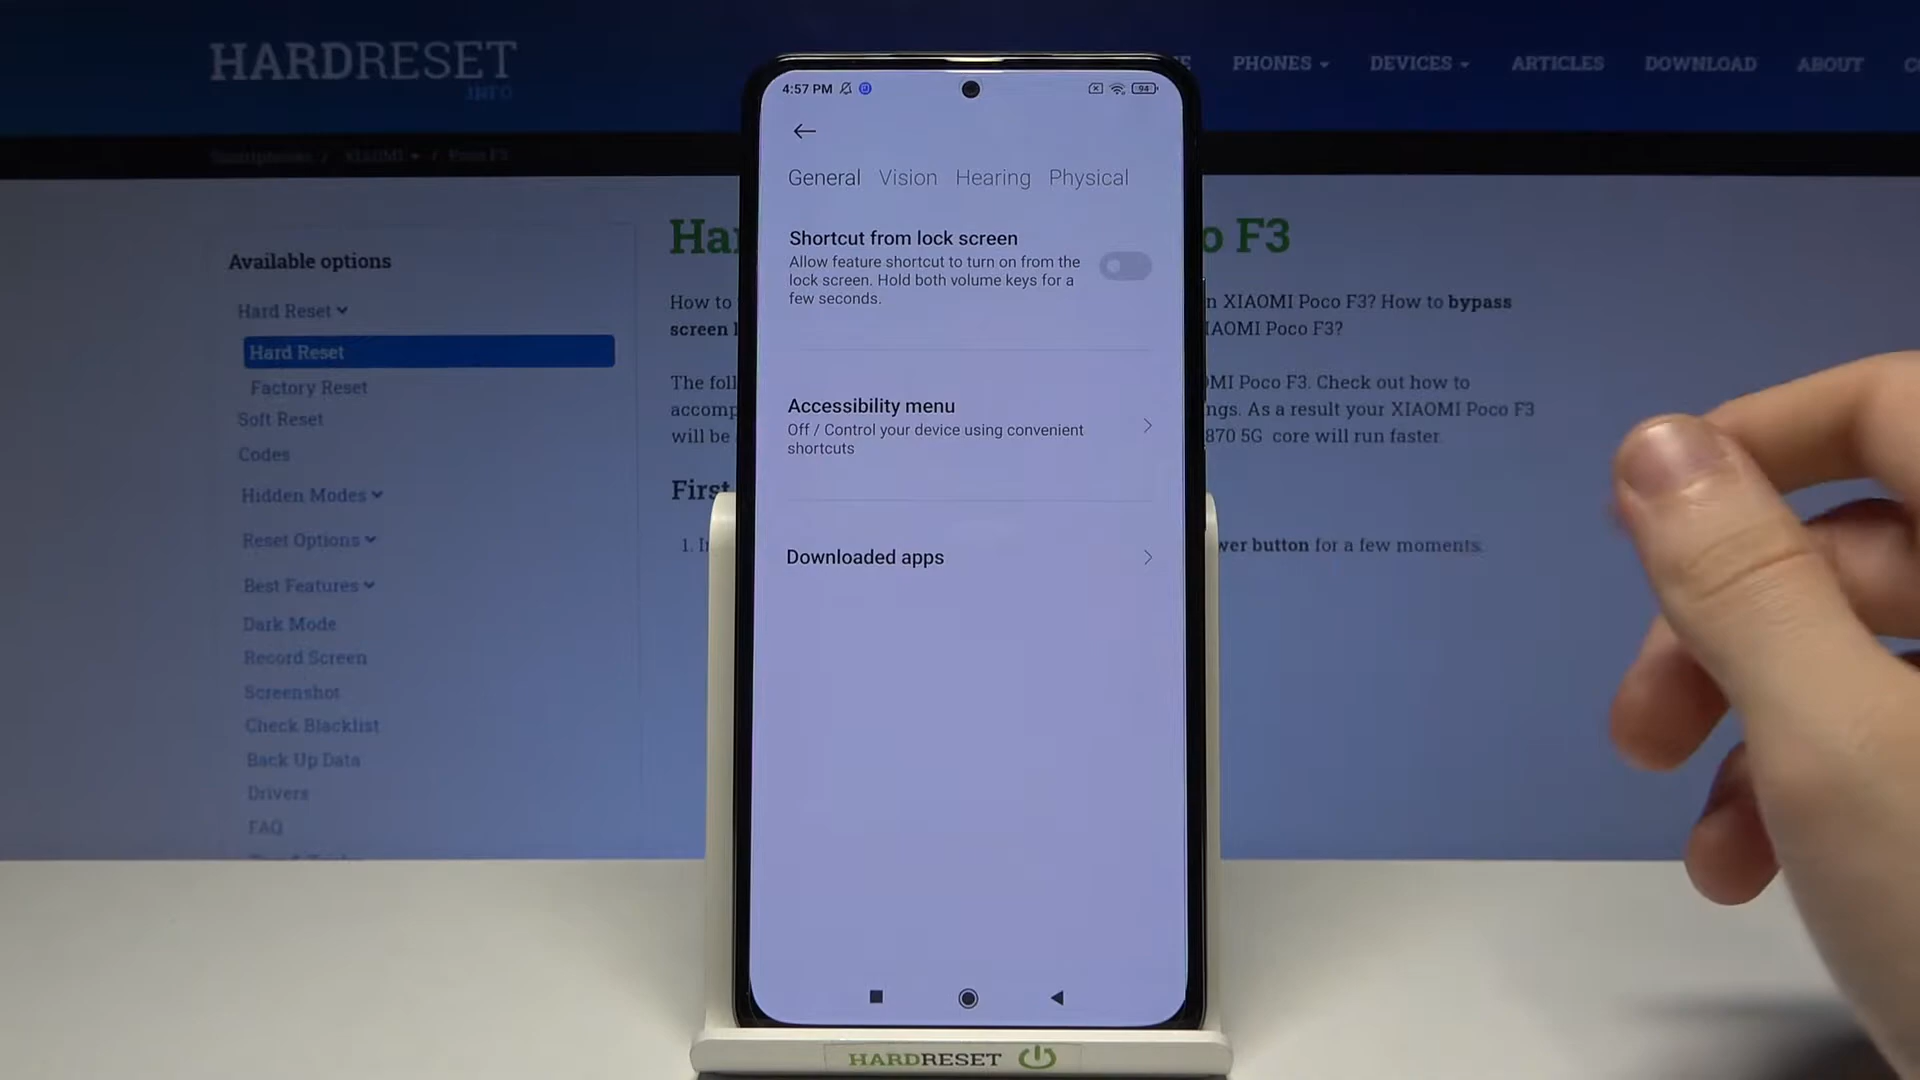 HARDRESET
.INFO
PHONES
DEVICES
ARTICLES
DOWNLOAD
ABOUT
Smartphones / XIAOMI / Poco F3
Available options
Hard Reset
Hard Reset
Factory Reset
Soft Reset
Codes
Hidden Modes
Reset Options
Best Features
Dark Mode
Record Screen
Screenshot
Check Blacklist
Back Up Data
Drivers
FAQ
4:57 PM
94
General Vision Hearing Physical
Shortcut from lock screen
Allow feature shortcut to turn on from the
lock screen. Hold both volume keys for a
few seconds.
Accessibility menu
Off / Control your device using convenient
shortcuts
Downloaded apps
Ha
o F3
How to
n XIAOMI Poco F3? How to bypass
screen
IAOMI Poco F3?
The foll
MI Poco F3. Check out how to
accomp
ngs. As a result your XIAOMI Poco F3
will be
870 5G core will run faster.
First
1. I
wer button for a few moments.
HARDRESET